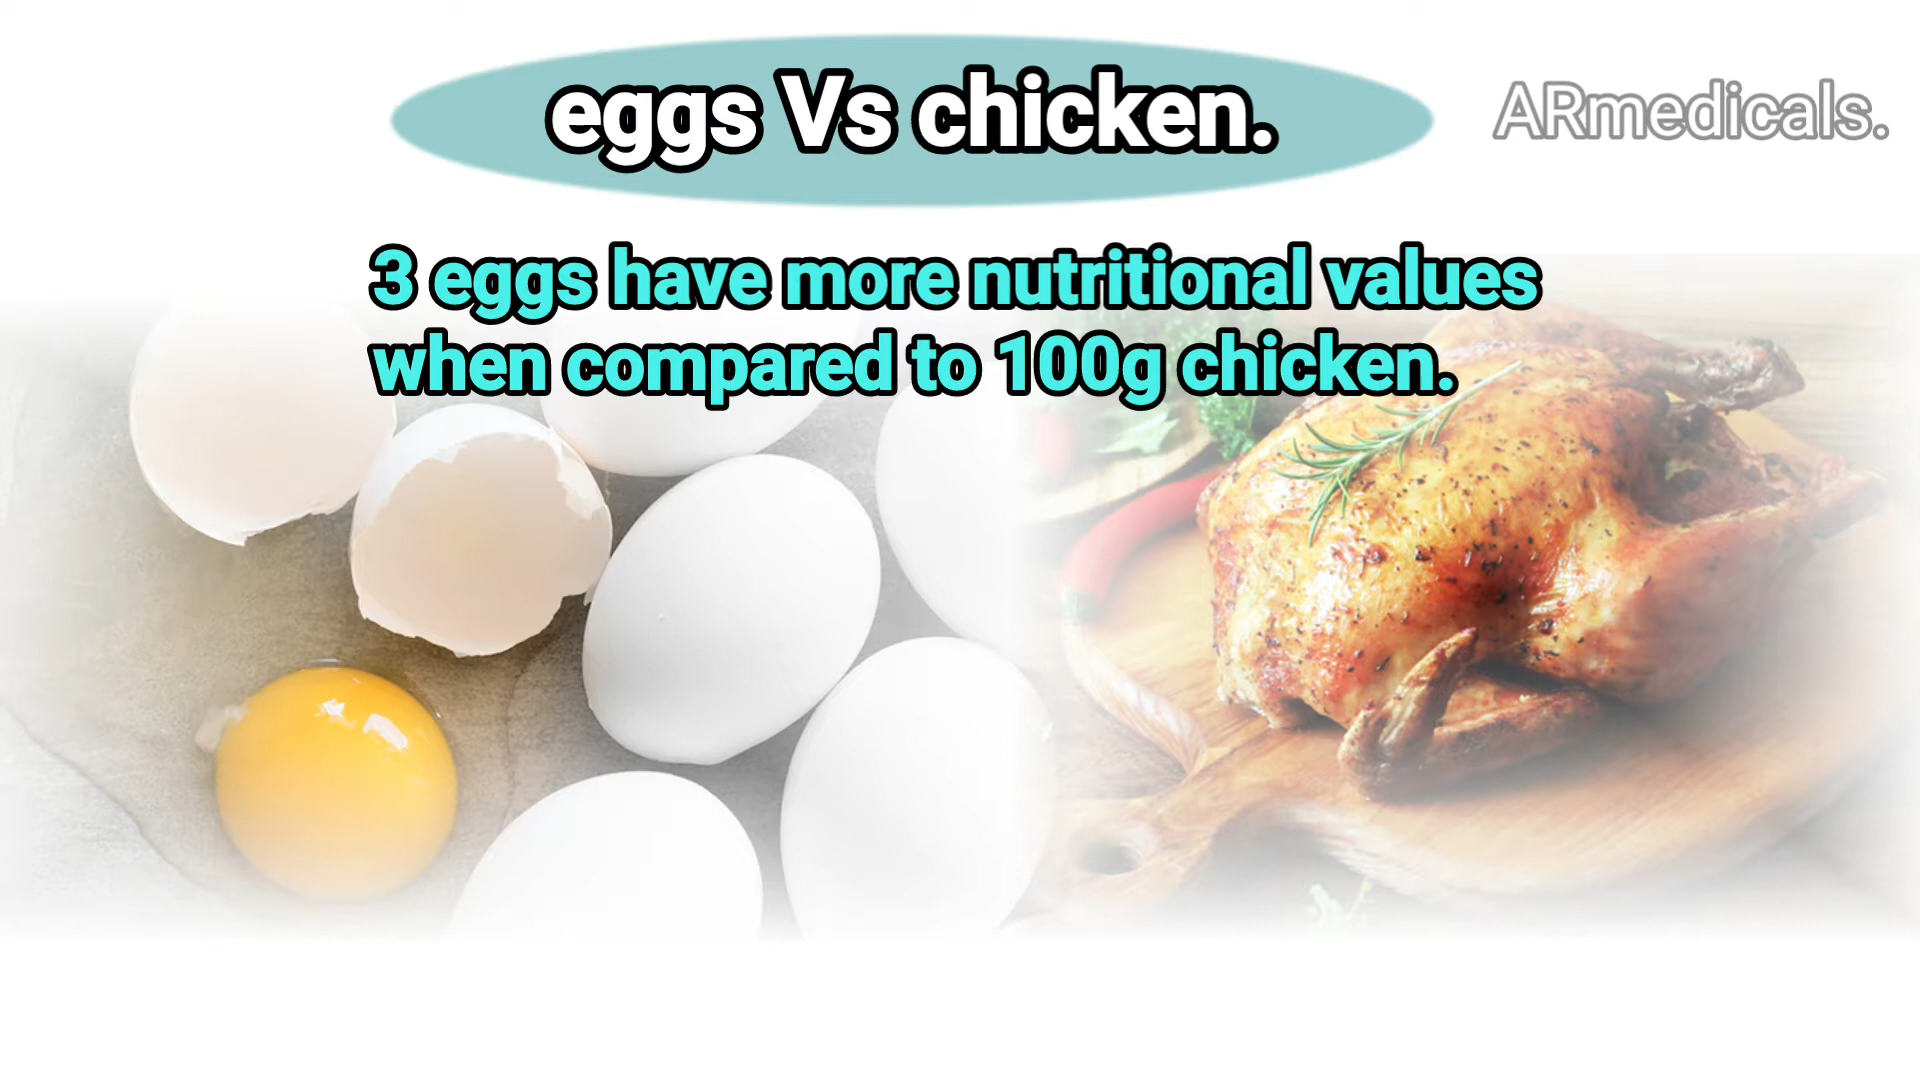 eggs Vs chicken.
ARmedicals.
3 eggs have more nutritional values
when compared to 100g chicken.